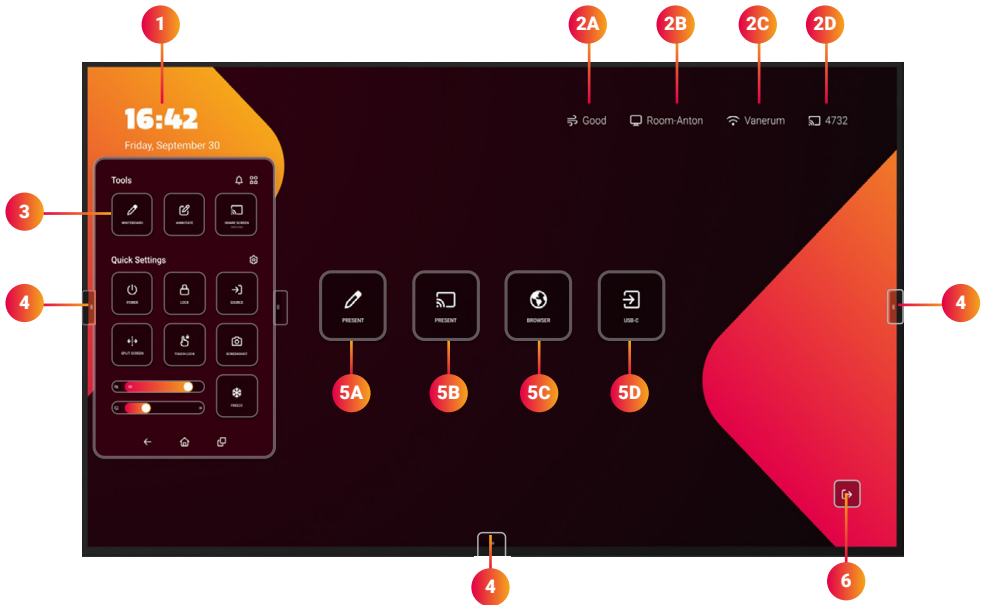 1
2A
2B
2C
2D
16:42
Friday, September 30
Good
Room-Anton
Vanerum
4732
Tools
3
WHITEBOARD
ANNOTATE
SHARE SCREEN
Quick Settings
POWER
LOCK
SOURCE
4
4
SPLIT SCREEN
TOUCH LOCK
SCREENSHOT
PRESENT
PRESENT
BROWSER
USB-C
5A
5B
5C
5D
FREEZE
6
4